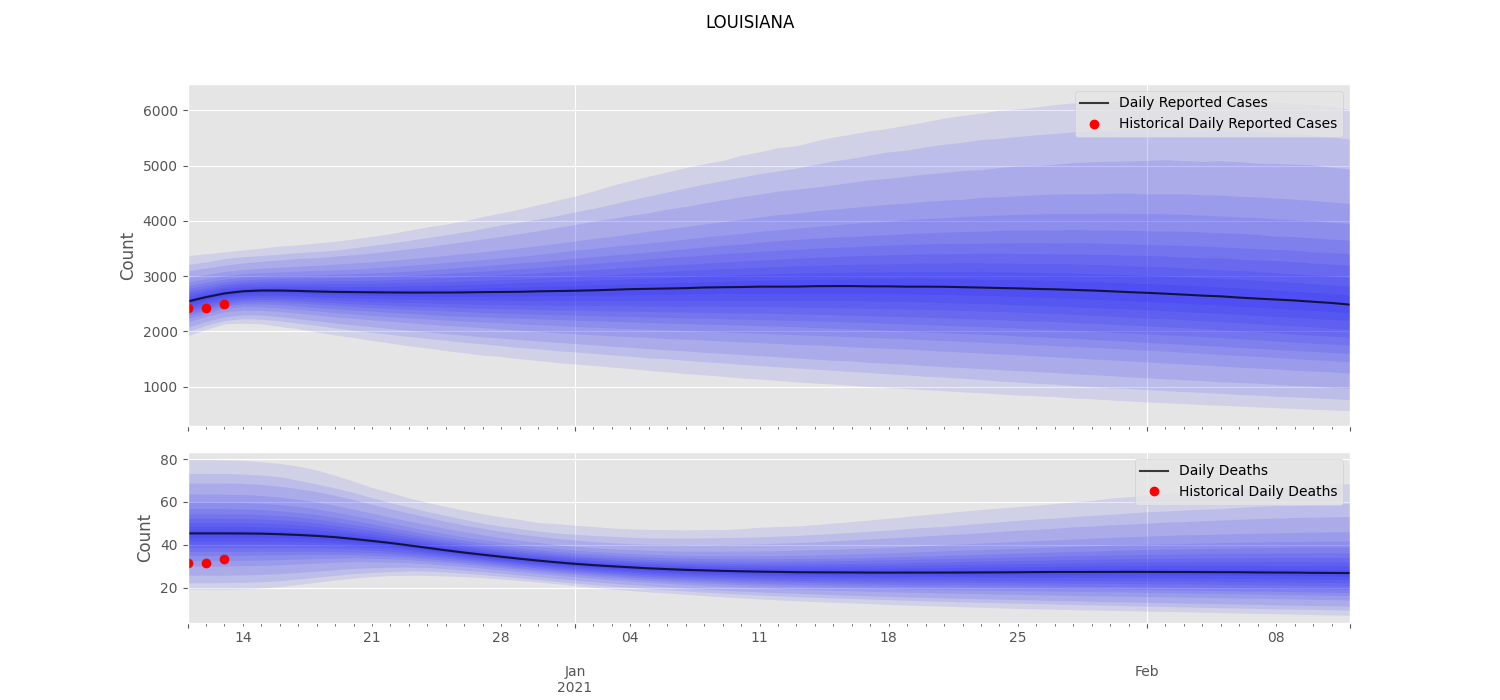 LOUISIANA
6000
5000
4000
3000
2000
1000
Count
Daily Reported Cases
Historical Daily Reported Cases
80
60
40
20
Count
Daily Deaths
Historical Daily Deaths
14 21 28 04 11 18 25 08
Jan Feb
2021